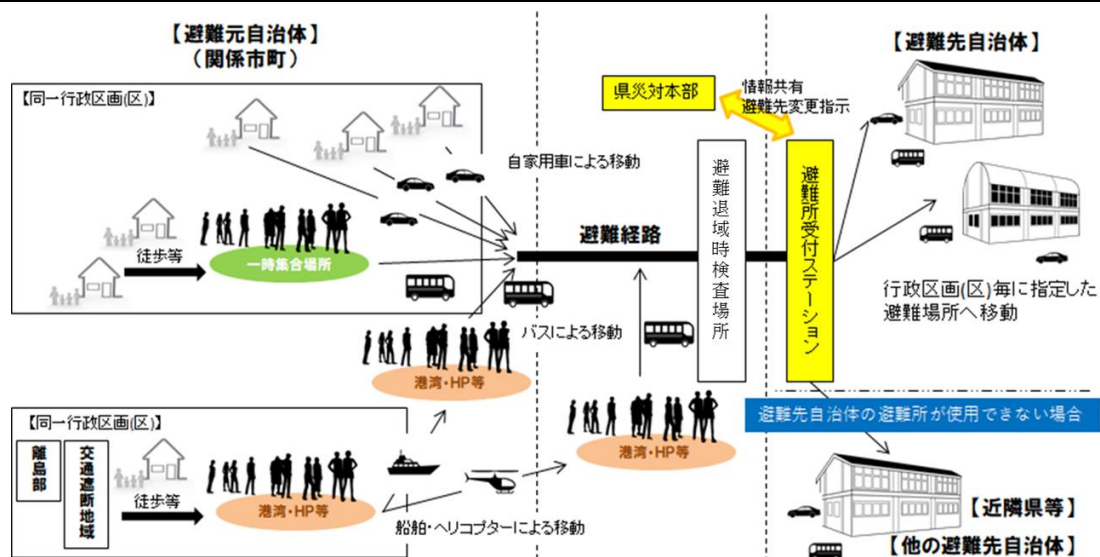 【避難元自治体】
（関係市町）
【同一行政区画(区)】
徒歩等
一時集合場所
自家用車による移動
避難経路
バスによる移動
港湾・HP等
【同一行政区画(区)】
離島部
交通遮断地域
徒歩等
港湾・HP等
船舶・ヘリコプターによる移動
港湾・HP等
県災対本部
情報共有
避難先変更指示
避難退域時検査場所
避難所受付ステーション
【避難先自治体】
行政区画(区)毎に指定した
避難場所へ移動
避難先自治体の避難所が使用できない場合
【近隣県等】
【他の避難先自治体】